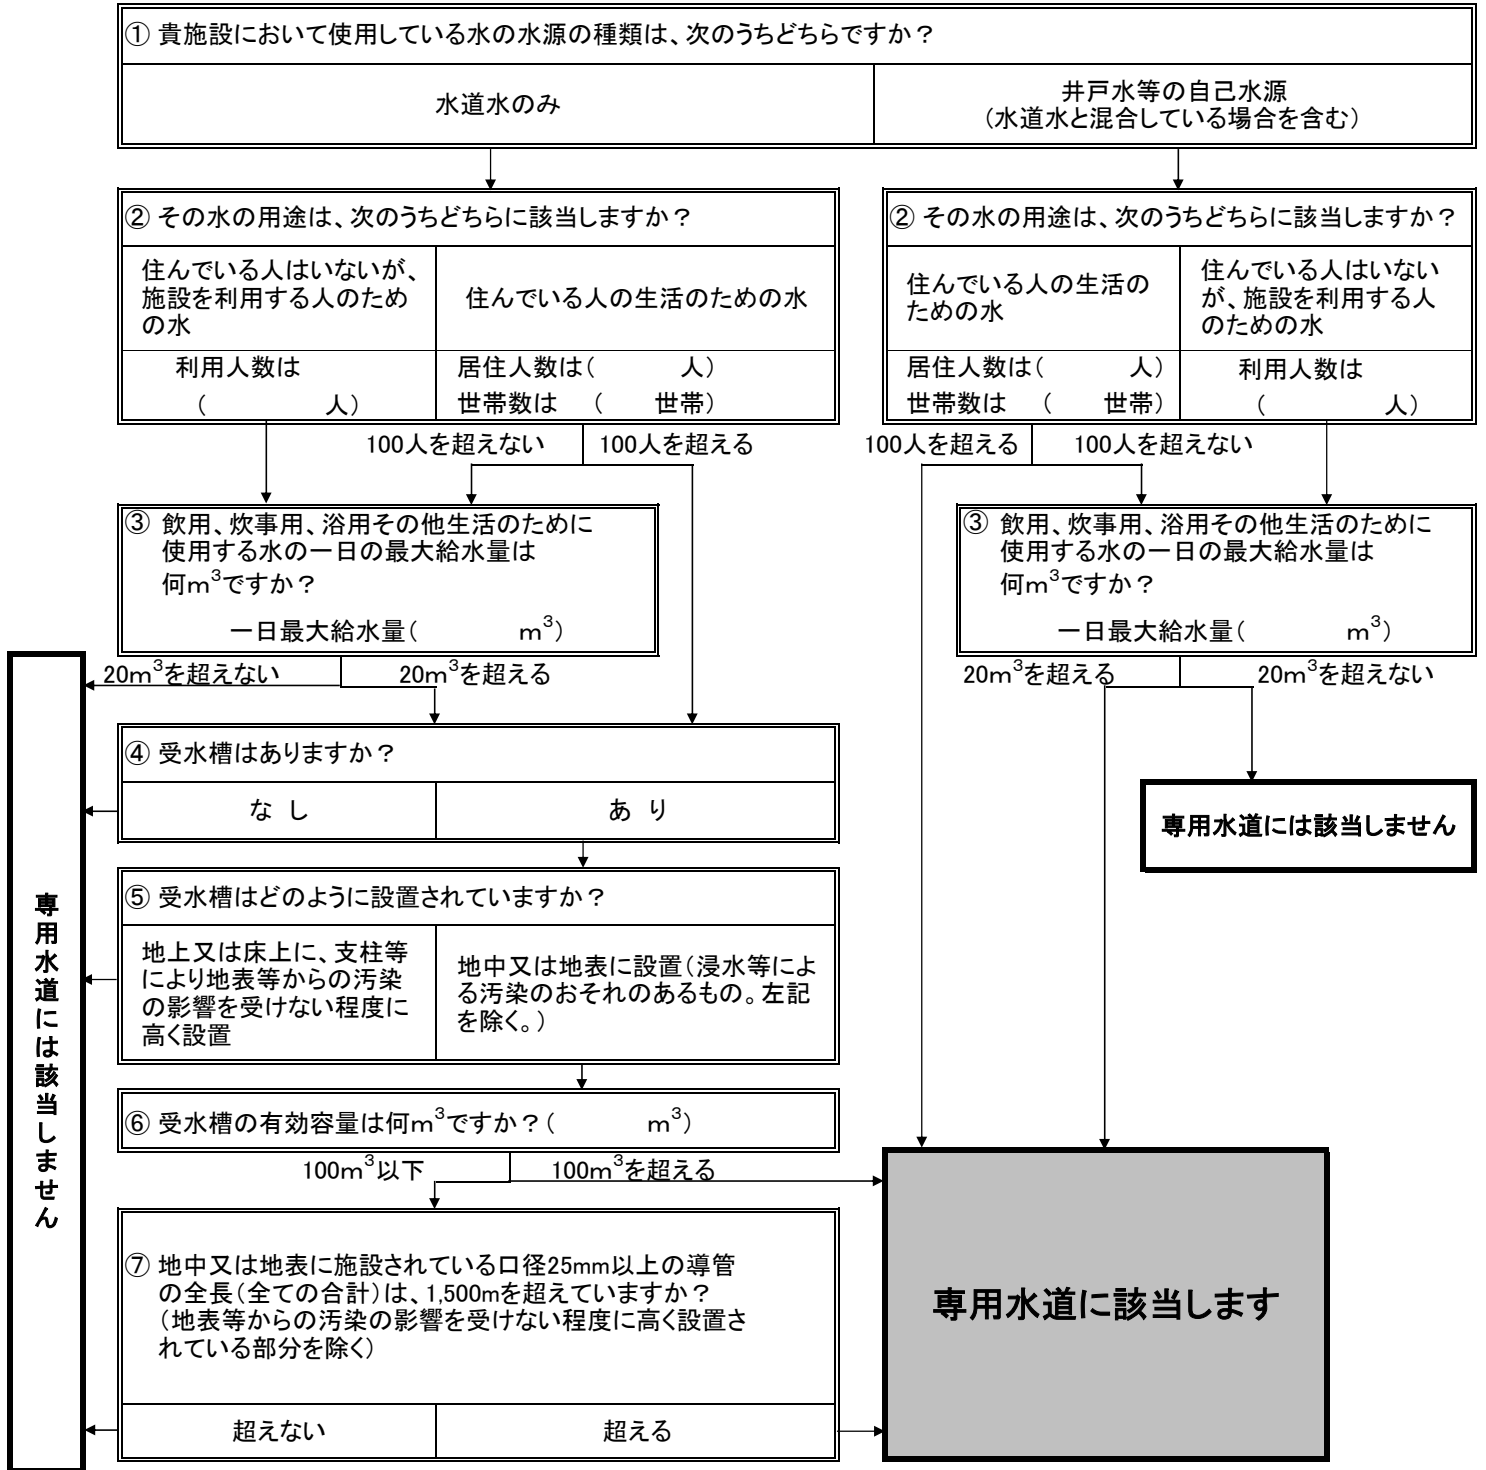 ① 貴施設において使用している水の水源の種類は、次のうちどちらですか？
水道水のみ
井戸水等の自己水源
（水道水と混合している場合を含む）
② その水の用途は、次のうちどちらに該当しますか？
住んでいる人はいないが、
施設を利用する人のため
の水
住んでいる人の生活のための水
利用人数は
（　　　　　人）
居住人数は（　　　人）
世帯数は　（　　世帯）
② その水の用途は、次のうちどちらに該当しますか？
住んでいる人の生活の
ための水
住んでいる人はいない
が、施設を利用する人
のための水
居住人数は（　　　人）
世帯数は　（　　世帯）
利用人数は
（　　　　　人）
100人を超えない
100人を超える
100人を超える
100人を超えない
③ 飲用、炊事用、浴用その他生活のために
使用する水の一日の最大給水量は
何ｍ³ですか？
一日最大給水量（　　　　ｍ³）
③ 飲用、炊事用、浴用その他生活のために
使用する水の一日の最大給水量は
何ｍ³ですか？
一日最大給水量（　　　　ｍ³）
20ｍ³を超えない
20ｍ³を超える
20ｍ³を超える
20ｍ³を超えない
④ 受水槽はありますか？
な し
あ り
専用水道には該当しません
⑤ 受水槽はどのように設置されていますか？
地上又は床上に、支柱等
により地表等からの汚染
の影響を受けない程度に
高く設置
地中又は地表に設置（浸水等によ
る汚染のおそれのあるもの。左記
を除く。）
専用水道には該当しません
⑥ 受水槽の有効容量は何ｍ³ですか？（　　　　ｍ³）
100ｍ³以下
100ｍ³を超える
⑦ 地中又は地表に施設されている口径25mm以上の導管
の全長（全ての合計）は、1,500mを超えていますか？
（地表等からの汚染の影響を受けない程度に高く設置さ
れている部分を除く）
超えない
超える
専用水道に該当します